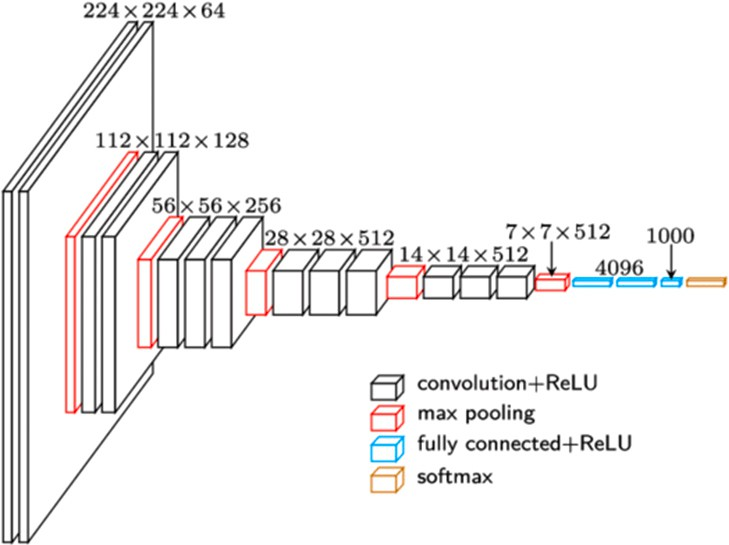 224×224×64
112×112×128
56×56×256
28×28×512
14×14×512
7×7×512
4096
1000
convolution+ReLU
max pooling
fully connected+ReLU
softmax